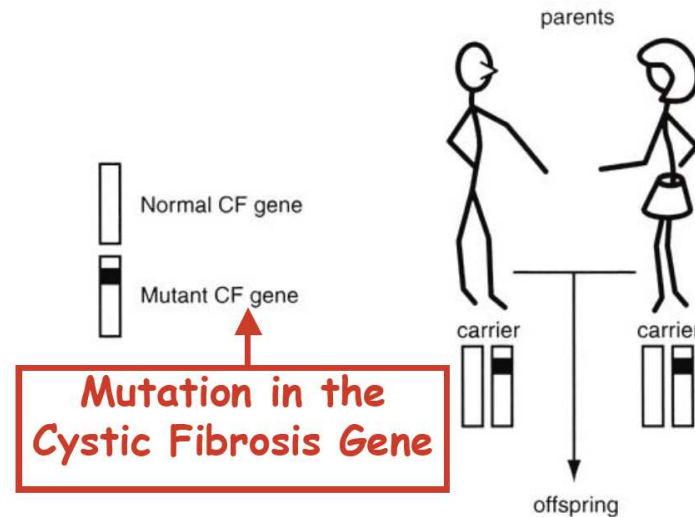 parents
Normal CF gene
Mutant CF gene
carrier
carrier
Mutation in the
Cystic Fibrosis Gene
offspring